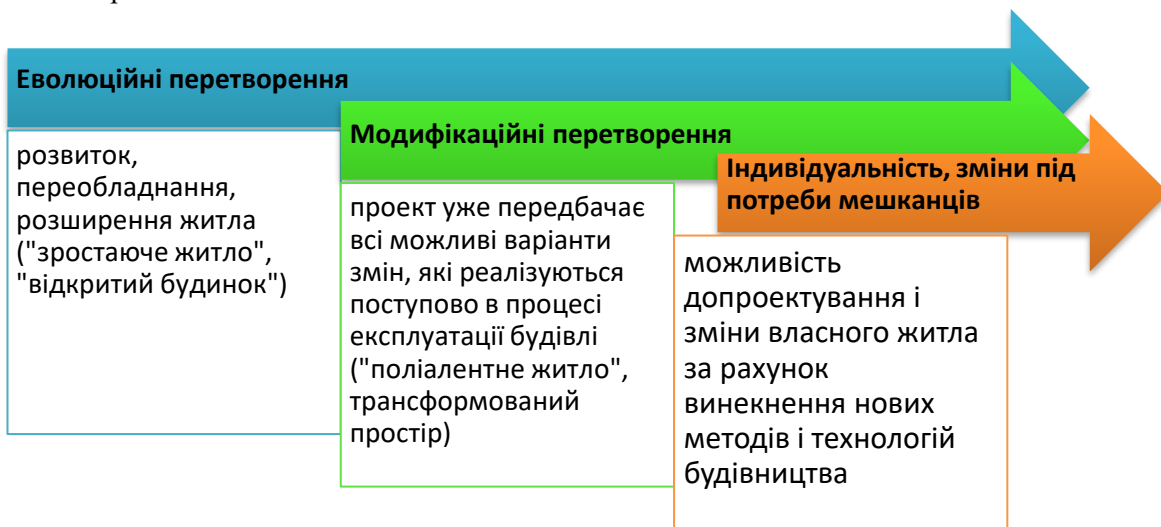 Еволюційні перетворення
розвиток,
переобладнання,
розширення житла
("зростаюче житло",
"відкритий будинок")
Модифікаційні перетворення
проект уже передбачає
всі можливі варіанти
змін, які реалізуються
поступово в процесі
експлуатації будівлі
("поліалентне житло",
трансформований
простір)
Індивідуальність, зміни під
потреби мешканців
можливість
допроектування і
зміни власного житла
за рахунок
винекнення нових
методів і технологій
будівництва